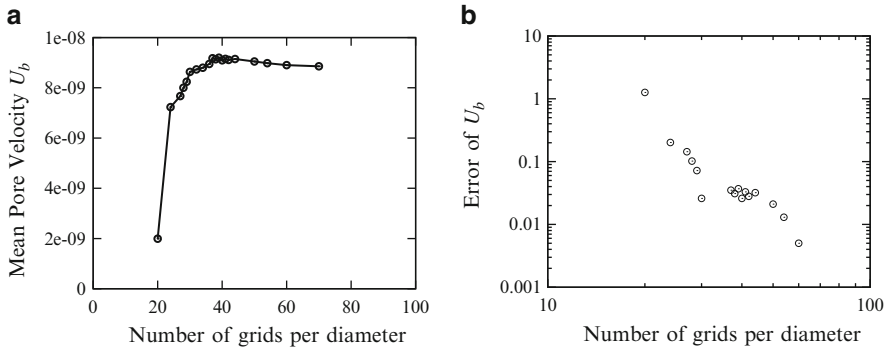 a
Mean Pore Velocity U_b
1e-08
8e-09
6e-09
4e-09
2e-09
0
0 20 40 60 80 100
Number of grids per diameter
b
Error of U_b
10
1
0.1
0.01
0.001
10 100
Number of grids per diameter